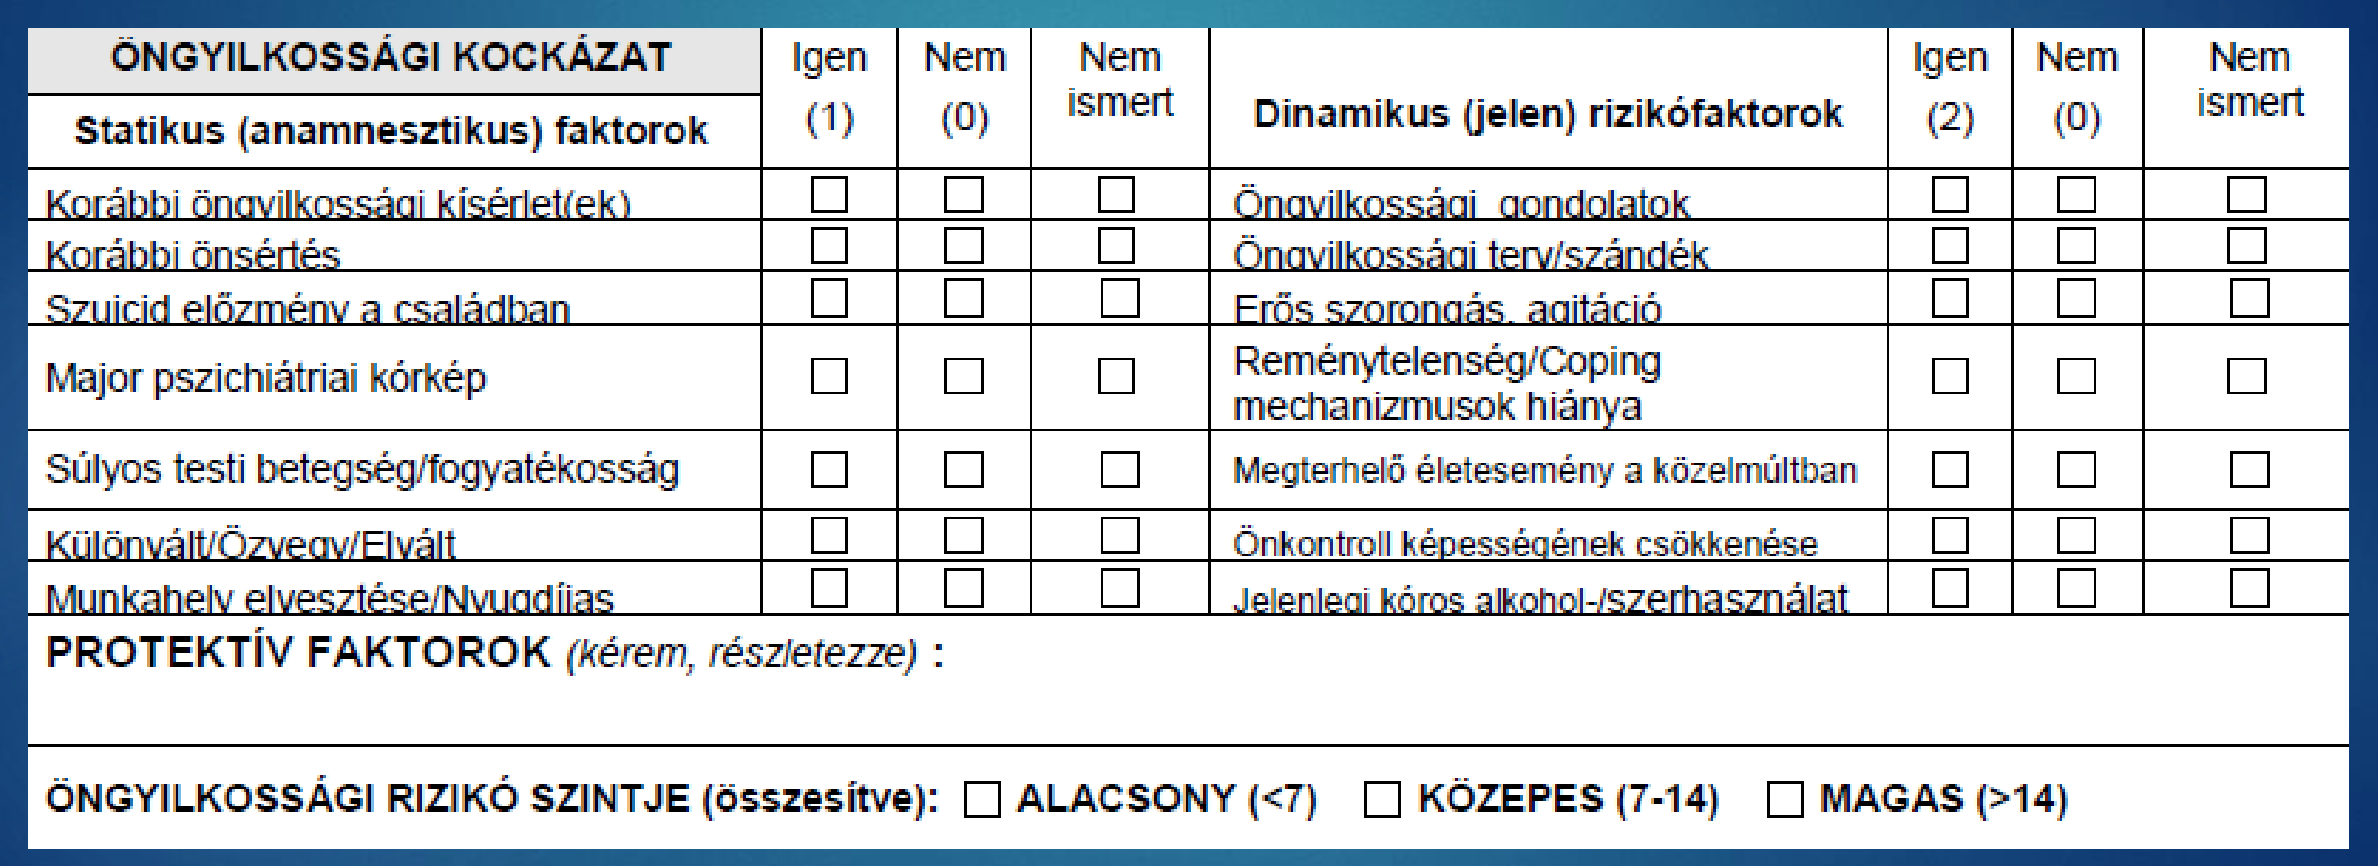 ÖNGYILKOSSÁGI KOCKÁZAT
Statikus (anamnesztikus) faktorok
Igen
(1)
Nem
(0)
Nem
ismert
Dinamikus (jelen) rizikófaktorok
Igen
(2)
Nem
(0)
Nem
ismert
Korábbi öngyilkossági kísérlet(ek)
Öngyilkossági gondolatok
Korábbi önsértés
Öngyilkossági terv/szándék
Szuicid előzmény a családban
Erős szorongás, agitáció
Major pszichiátriai kórkép
Reménytelenség/Coping
mechanizmusok hiánya
Súlyos testi betegség/fogyatékosság
Megterhelő életesemény a közelmúltban
Különvált/Özvegy/Elvált
Önkontroll képességének csökkenése
Munkahely elvesztése/Nyugdíjas
Jelenlegi kóros alkohol-/szerhasználat
PROTEKTÍV FAKTOROK (kérem, részletezze) :
ÖNGYILKOSSÁGI RIZIKÓ SZINTJE (összesítve): ALACSONY (<7) KÖZEPES (7-14) MAGAS (>14)